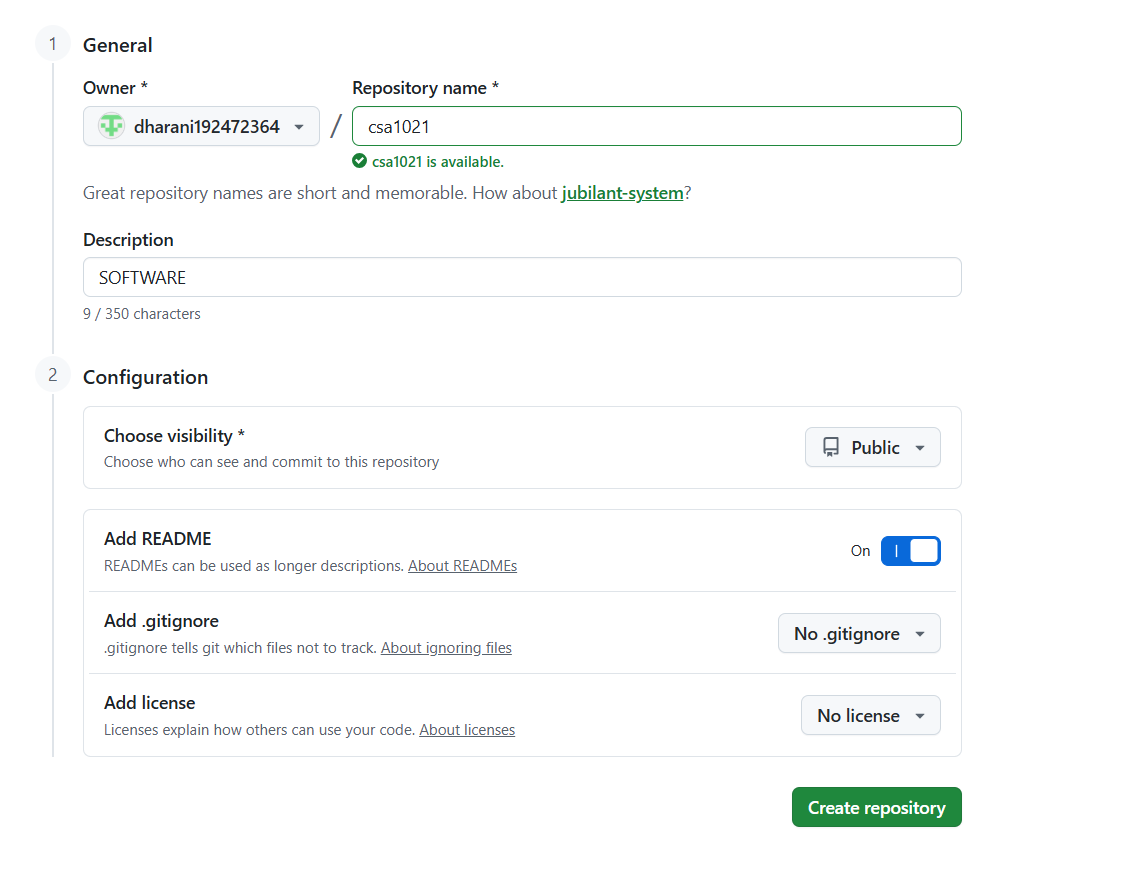 1 General
Owner * Repository name *
dharani192472364 / csa1021
csa1021 is available.
Great repository names are short and memorable. How about jubilant-system?
Description
SOFTWARE
9 / 350 characters
2 Configuration
Choose visibility *
Choose who can see and commit to this repository
Public
Add README
READMEs can be used as longer descriptions. About READMEs
On
Add .gitignore
.gitignore tells git which files not to track. About ignoring files
No .gitignore
Add license
Licenses explain how others can use your code. About licenses
No license
Create repository